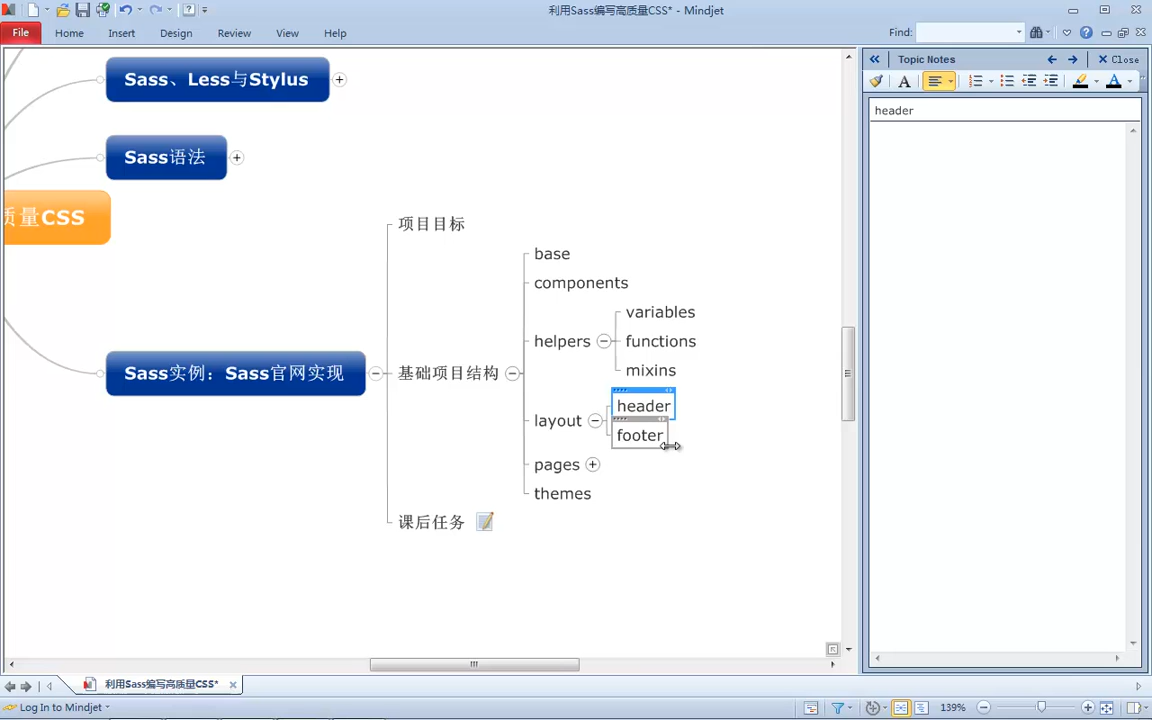 利用Sass编写高质量CSS* - Mindjet
File Home Insert Design Review View Help Find:
Topic Notes Close
header
Sass、Less与Stylus
Sass语法
质量CSS
项目目标
base
components
variables
helpers functions
mixins
Sass实例：Sass官网实现 基础项目结构
header
layout
footer
pages
themes
课后任务
利用Sass编写高质量CSS*
Log In to Mindjet 139%